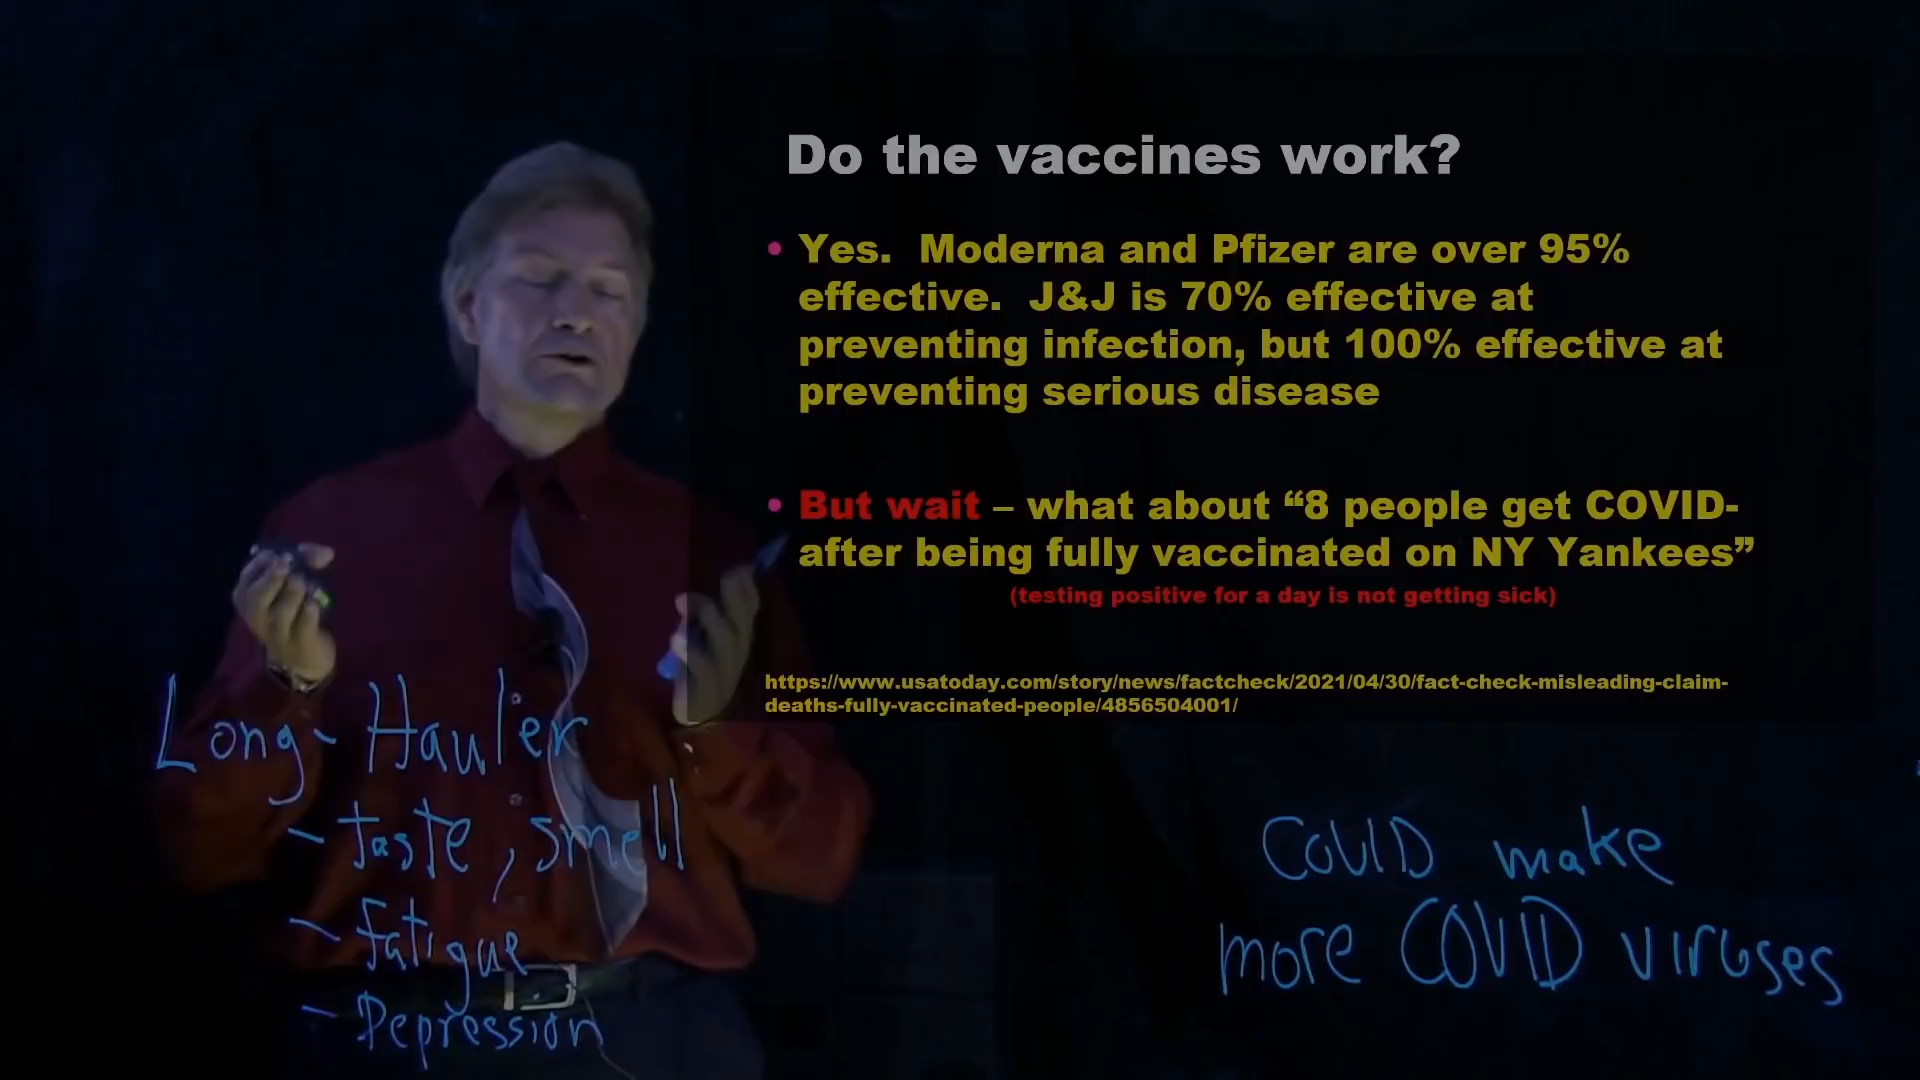 Do the vaccines work?
• Yes. Moderna and Pfizer are over 95%
effective. J&J is 70% effective at
preventing infection, but 100% effective at
preventing serious disease
• But wait – what about “8 people get COVID-
after being fully vaccinated on NY Yankees”
(testing positive for a day is not getting sick)
https://www.usatoday.com/story/news/factcheck/2021/04/30/fact-check-misleading-claim-
deaths-fully-vaccinated-people/4856504001/
Long-Hauler
- taste, smell
- Fatigue
- Depression
COVID make
more COVID viruses